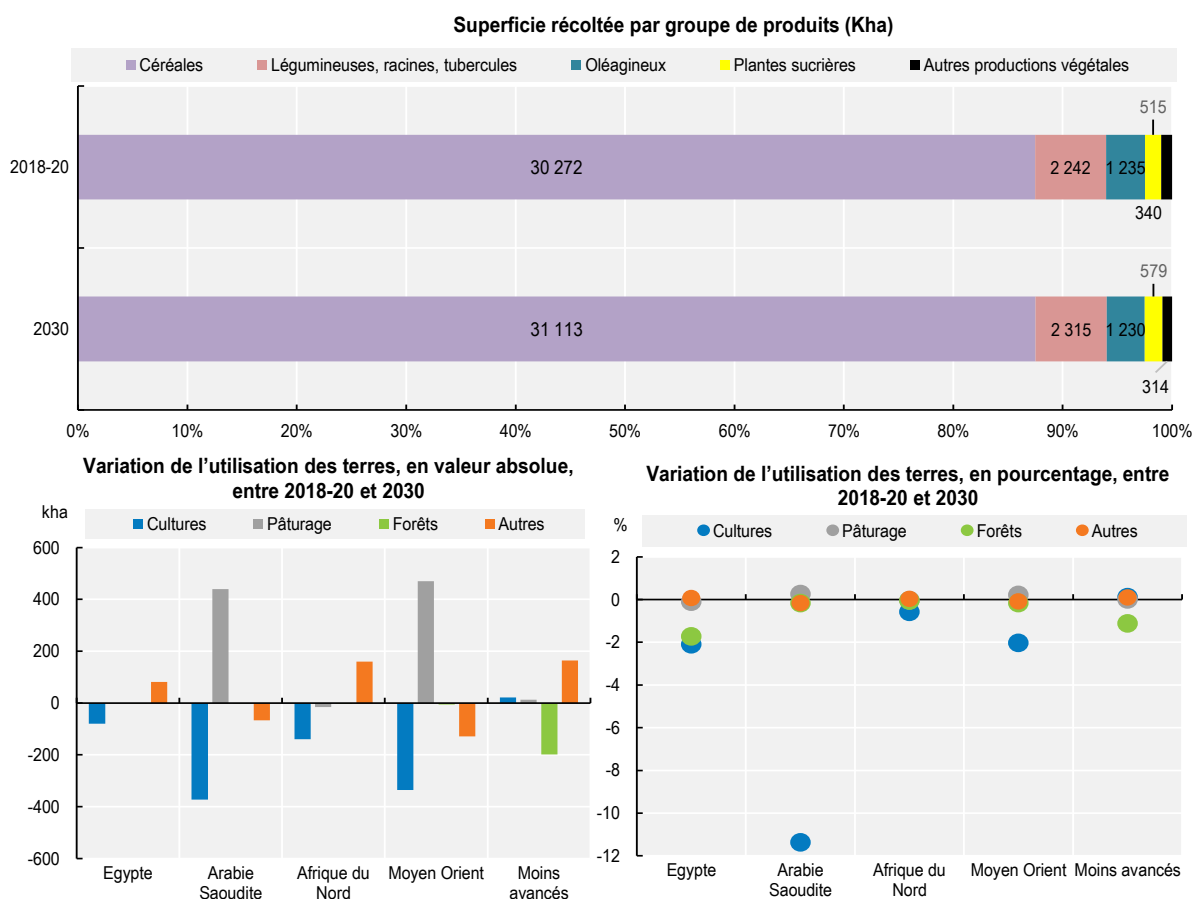 Superficie récoltée par groupe de produits (Kha)
Céréales Légumineuses, racines, tubercules Oléagineux Plantes sucrières Autres productions végétales
515
2018-20 30 272 2 242 1 235
340
579
2030 31 113 2 315 1 230
314
0% 10% 20% 30% 40% 50% 60% 70% 80% 90% 100%
Variation de l'utilisation des terres, en valeur absolue,
entre 2018-20 et 2030
kha
Cultures Pâturage Forêts Autres
600
400
200
0
-200
-400
-600
Egypte Arabie Afrique du Moyen Orient Moins
Saoudite Nord avancés
Variation de l'utilisation des terres, en pourcentage, entre
2018-20 et 2030
%
Cultures Pâturage Forêts Autres
2
0
-2
-4
-6
-8
-10
-12
Egypte Arabie Afrique du Moyen Orient Moins avancés
Saoudite Nord